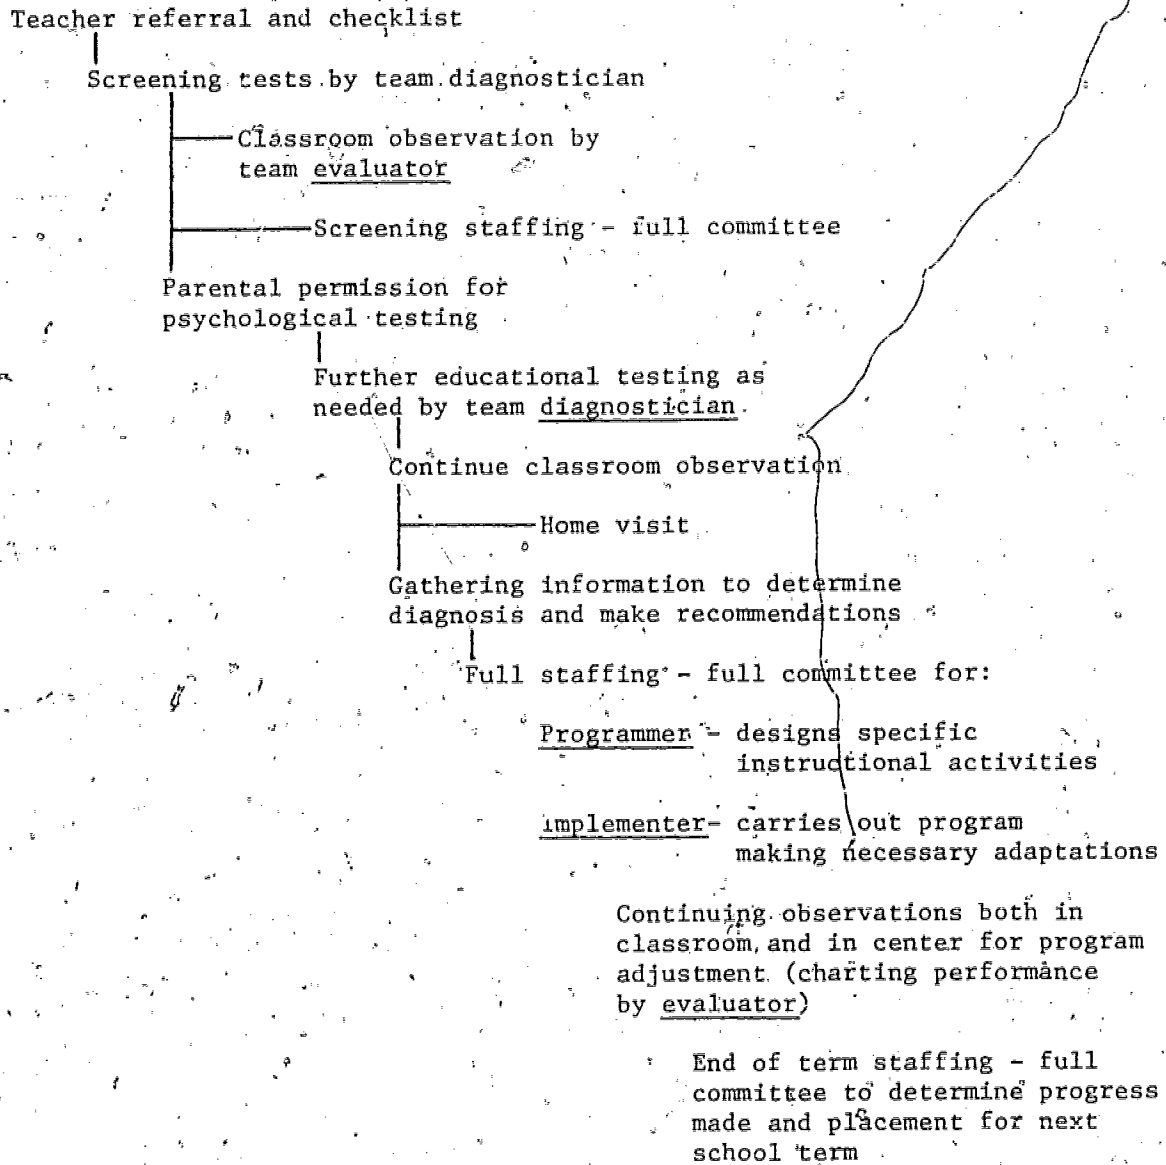 Teacher referral and checklist
Screening tests by team diagnostician
Classroom observation by
team evaluator
Screening staffing - full committee
Parental permission for
psychological testing
Further educational testing as
needed by team diagnostician
Continue classroom observation
Home visit
Gathering information to determine
diagnosis and make recommendations
Full staffing - full committee for:
Programmer - designs specific
instructional activities
implementer- carries out program
making necessary adaptations
Continuing observations both in
classroom, and in center for program
adjustment (charting performance
by evaluator)
End of term staffing - full
committee to determine progress
made and placement for next
school term